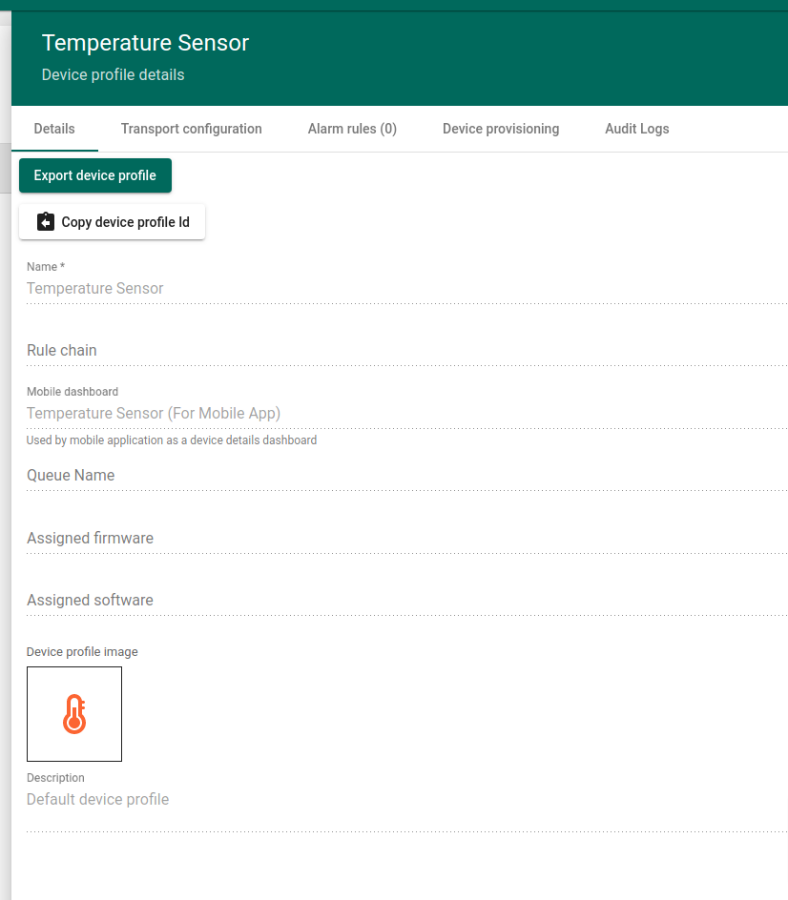 Temperature Sensor
Device profile details
Details Transport configuration Alarm rules (0) Device provisioning Audit Logs
Export device profile
Copy device profile Id
Name *
Temperature Sensor
Rule chain
Mobile dashboard
Temperature Sensor (For Mobile App)
Used by mobile application as a device details dashboard
Queue Name
Assigned firmware
Assigned software
Device profile image
Description
Default device profile